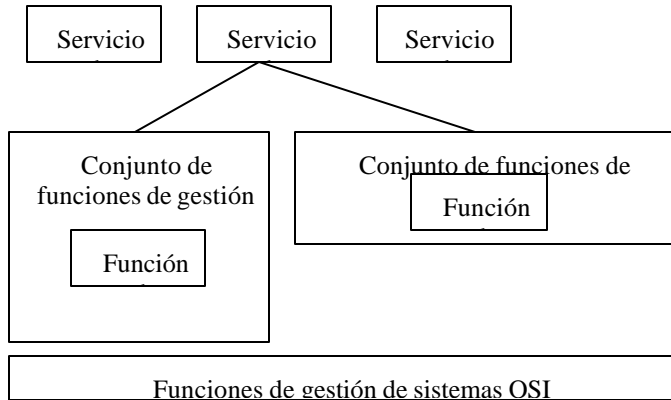 Servicio
Servicio
Servicio
Conjunto de
funciones de gestión
Función
Conjunto de funciones de
Función
Funciones de gestión de sistemas OSI